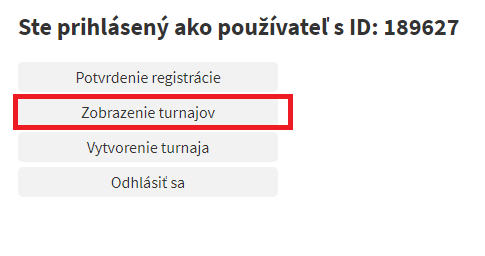 Ste prihlásený ako používateľ s ID: 189627
Potvrdenie registrácie
Zobrazenie turnajov
Vytvorenie turnaja
Odhlásiť sa